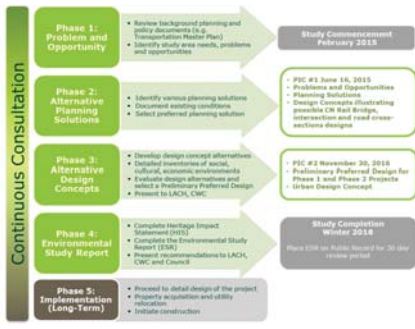 Continuous Consultation
Phase 1:
Problem and
Opportunity
• Review background planning and
policy documents (e.g.
Transportation Master Plan)
• Identify study area needs, problems
and opportunities
Study Commencement
February 2015
Phase 2:
Alternative
Planning
Solutions
• Identify various planning solutions
• Document existing conditions
• Select preferred planning solution
• PIC #1 June 16, 2015
• Problems and Opportunities
• Planning Solutions
• Design Concepts illustrating
possible CN Rail Bridge,
intersection and road cross-
sections designs
Phase 3:
Alternative
Design
Concepts
• Develop design concept alternatives
• Detailed inventories of social,
cultural, economic environments
• Evaluate design alternatives and
select a Preliminary Preferred Design
• Present to LACH, CWC
• PIC #2 November 30, 2016
• Preliminary Preferred Design for
Phase 1 and Phase 2 Projects
• Urban Design Concept
Phase 4:
Environmental
Study Report
• Complete Heritage Impact
Statement (HIS)
• Complete the Environmental Study
Report (ESR)
• Present recommendations to LACH,
CWC and Council
Study Completion
Winter 2018
Place ESR on Public Record for 30 day
review period
Phase 5:
Implementation
(Long-Term)
• Proceed to detail design of the project
• Property acquisition and utility
relocation
• Initiate construction